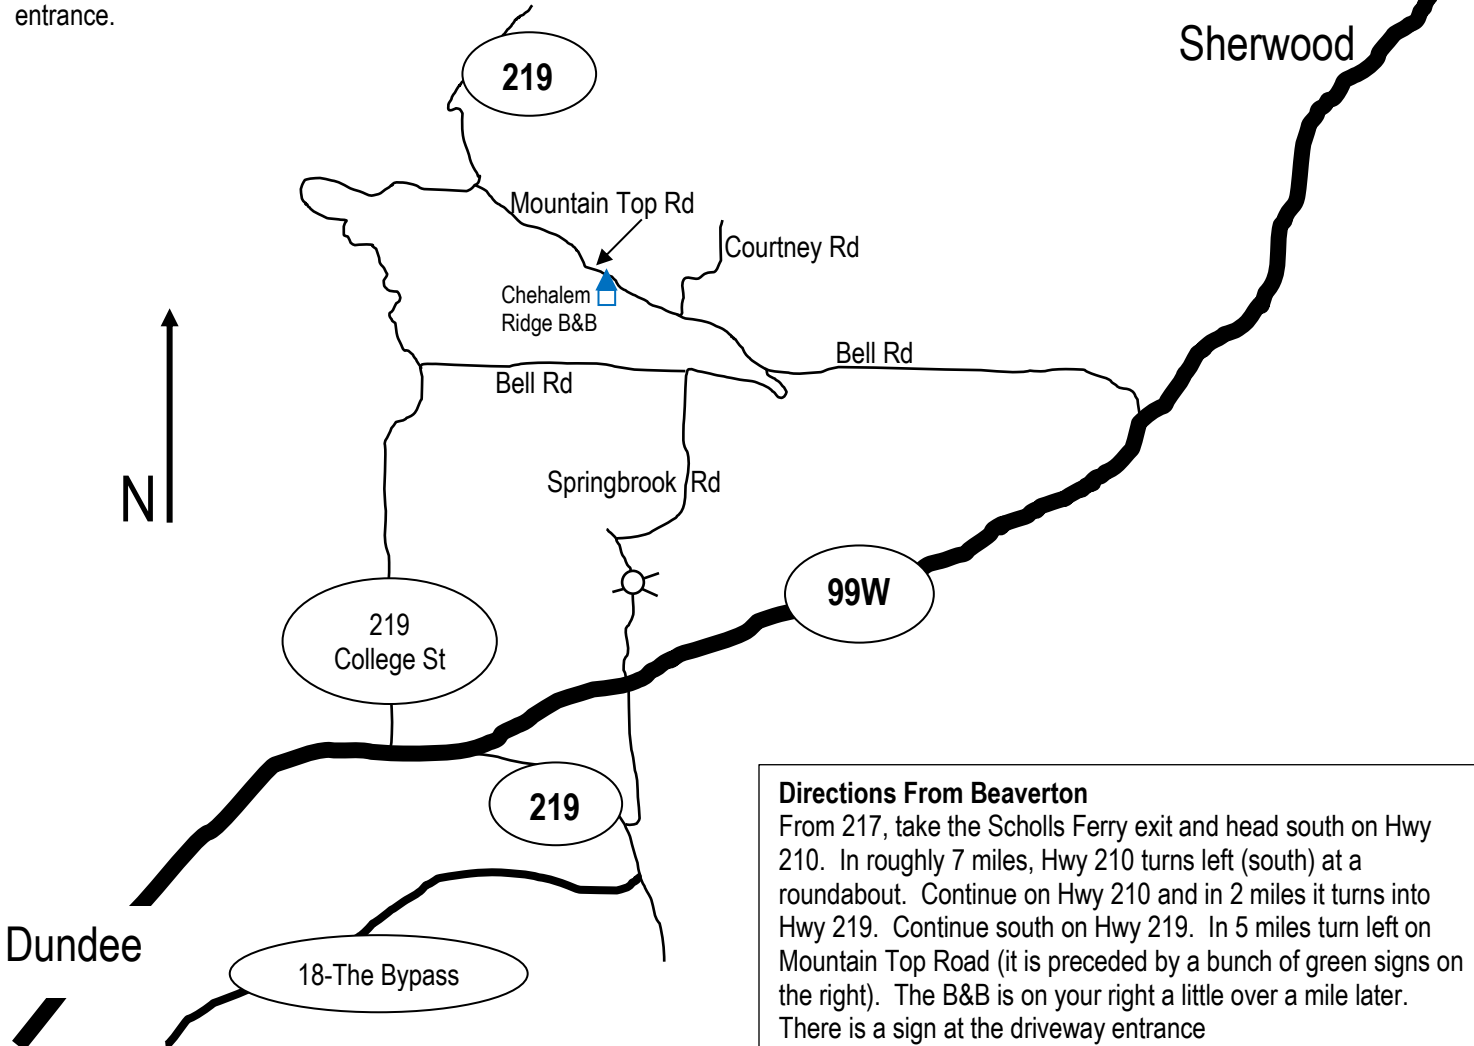 entrance.
Sherwood
219
Mountain Top Rd
Courtney Rd
Chehalem
Ridge B&B
Bell Rd
Bell Rd
Springbrook Rd
N
99W
219
College St
219
Dundee
18-The Bypass
Directions From Beaverton
From 217, take the Scholls Ferry exit and head south on Hwy
210. In roughly 7 miles, Hwy 210 turns left (south) at a
roundabout. Continue on Hwy 210 and in 2 miles it turns into
Hwy 219. Continue south on Hwy 219. In 5 miles turn left on
Mountain Top Road (it is preceded by a bunch of green signs on
the right). The B&B is on your right a little over a mile later.
There is a sign at the driveway entrance